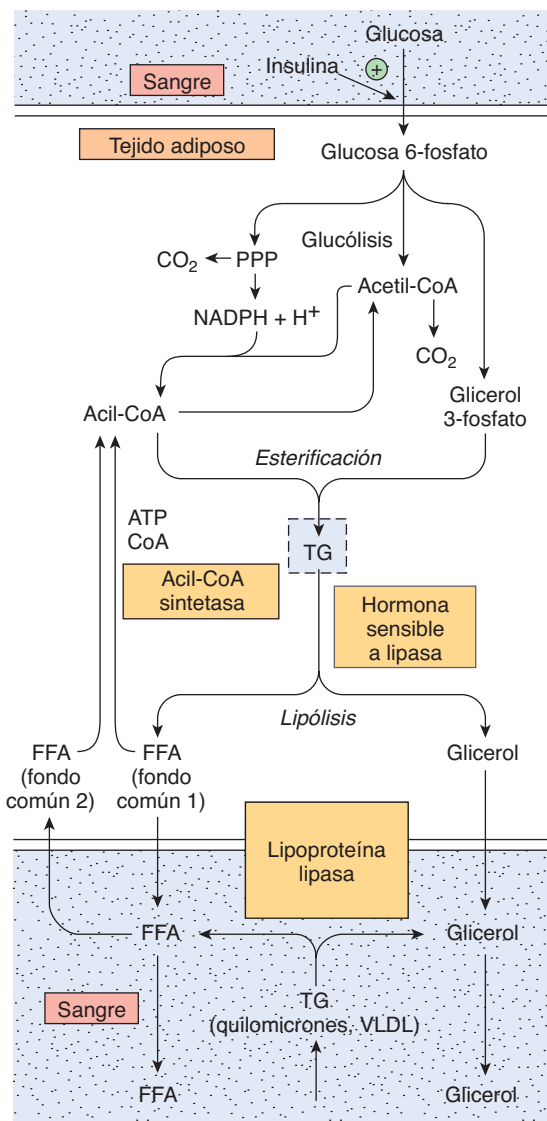 Glucosa
Insulina
+
Sangre
Tejido adiposo
Glucosa 6-fosfato
Glucólisis
CO₂
PPP
Acetil-CoA
NADPH + H⁺
CO₂
Glicerol
3-fosfato
Acil-CoA
Esterificación
ATP
CoA
TG
Acil-CoA
sintetasa
Hormona
sensible
a lipasa
Lipólisis
FFA
(fondo
común 2)
FFA
(fondo
común 1)
Glicerol
Lipoproteína
lipasa
FFA
Glicerol
Sangre
TG
(quilomicrones, VLDL)
FFA
Glicerol